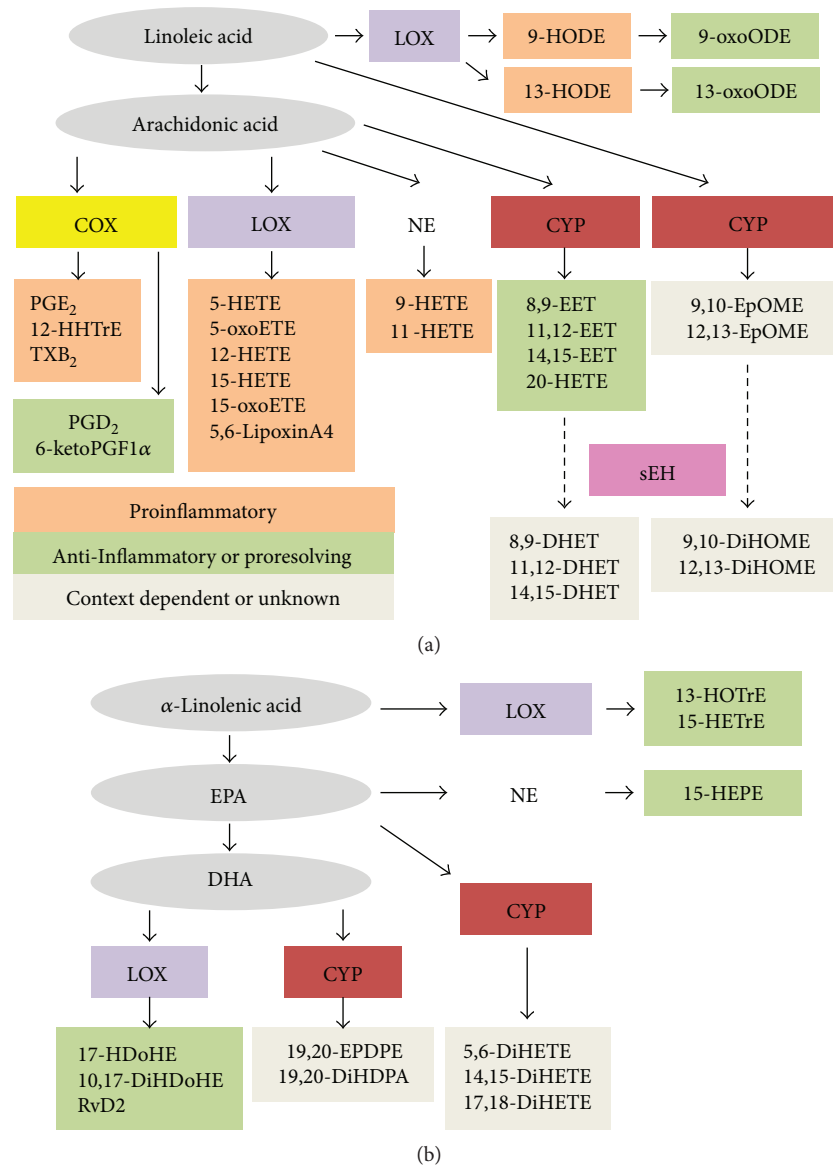 Linoleic acid
LOX
9-HODE
9-oxoODE
13-HODE
13-oxoODE
Arachidonic acid
COX
LOX
NE
CYP
CYP
PGE₂
12-HHTrE
TXB₂
5-HETE
5-oxoETE
12-HETE
15-HETE
15-oxoETE
5,6-LipoxinA4
9-HETE
11-HETE
8,9-EET
11,12-EET
14,15-EET
20-HETE
9,10-EpOME
12,13-EpOME
PGD₂
6-ketoPGF1α
sEH
Proinflammatory
Anti-Inflammatory or proresolving
Context dependent or unknown
8,9-DHET
11,12-DHET
14,15-DHET
9,10-DiHOME
12,13-DiHOME
(a)
α-Linolenic acid
LOX
13-HOTrE
15-HETrE
EPA
NE
15-HEPE
DHA
CYP
LOX
CYP
17-HDoHE
10,17-DiHDoHE
RvD2
19,20-EPDPE
19,20-DiHDPA
5,6-DiHETE
14,15-DiHETE
17,18-DiHETE
(b)